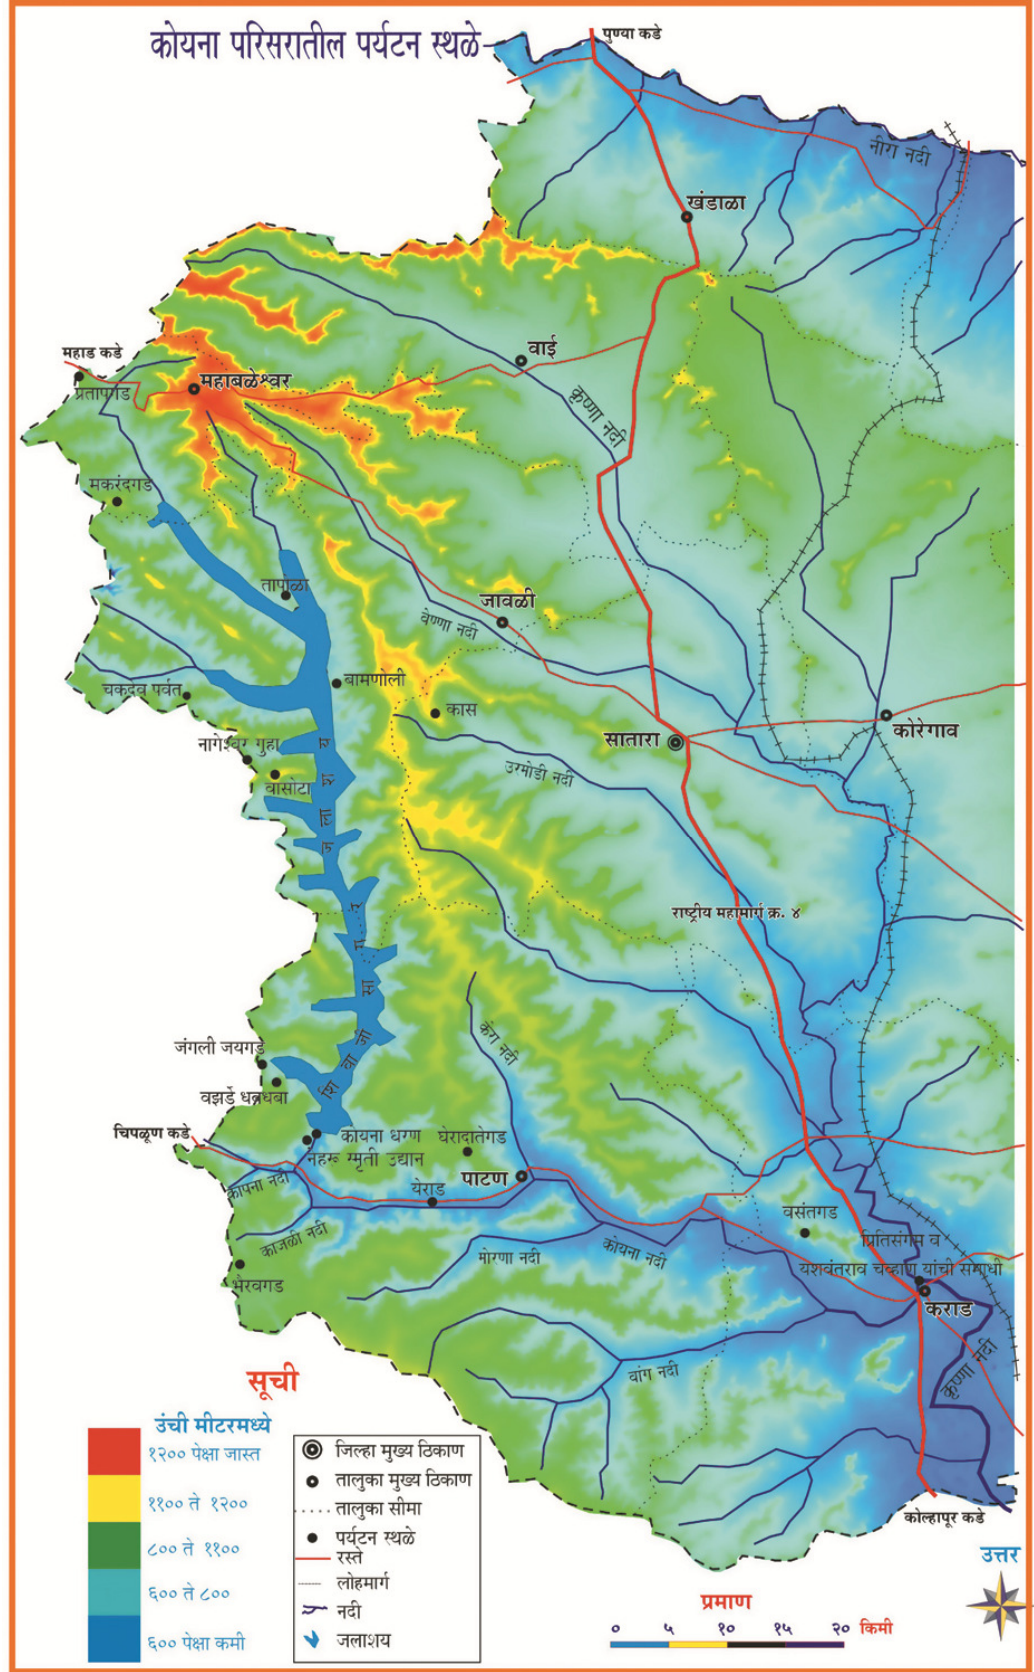 कोयना परिसरातील पर्यटन स्थळे
पुण्या कडे
नीरा नदी
खंडाळा
महाड कडे
वाई
प्रतापगड
महाबळेश्वर
कृष्णा नदी
मकरंदगड
तापोळा
जावळी
वेण्णा नदी
बामणोली
चकदेव पर्वत
कास
कोरेगाव
सातारा
नागेश्वर गुहा
वासोटा
उरमोडी नदी
शिवाजी सागर जलाशय
राष्ट्रीय महामार्ग क्र. ४
केरा नदी
जंगली जयगड
वझर्डे धबधबा
चिपळूण कडे
कोयना धरण
घेरादातेगड
नेहरू स्मृती उद्यान
पाटण
कापना नदी
येराड
वसंतगड
काजळी नदी
मोरणा नदी
कोयना नदी
प्रितिसंगम व
यशवंतराव चव्हाण यांची समाधी
भैरवगड
कराड
कृष्णा नदी
वांग नदी
सूची
उंची मीटरमध्ये
१२०० पेक्षा जास्त
११०० ते १२००
८०० ते ११००
६०० ते ८००
६०० पेक्षा कमी
जिल्हा मुख्य ठिकाण
तालुका मुख्य ठिकाण
तालुका सीमा
पर्यटन स्थळे
रस्ते
लोहमार्ग
नदी
जलाशय
कोल्हापूर कडे
उत्तर
प्रमाण
० ५ १० १५ २० किमी